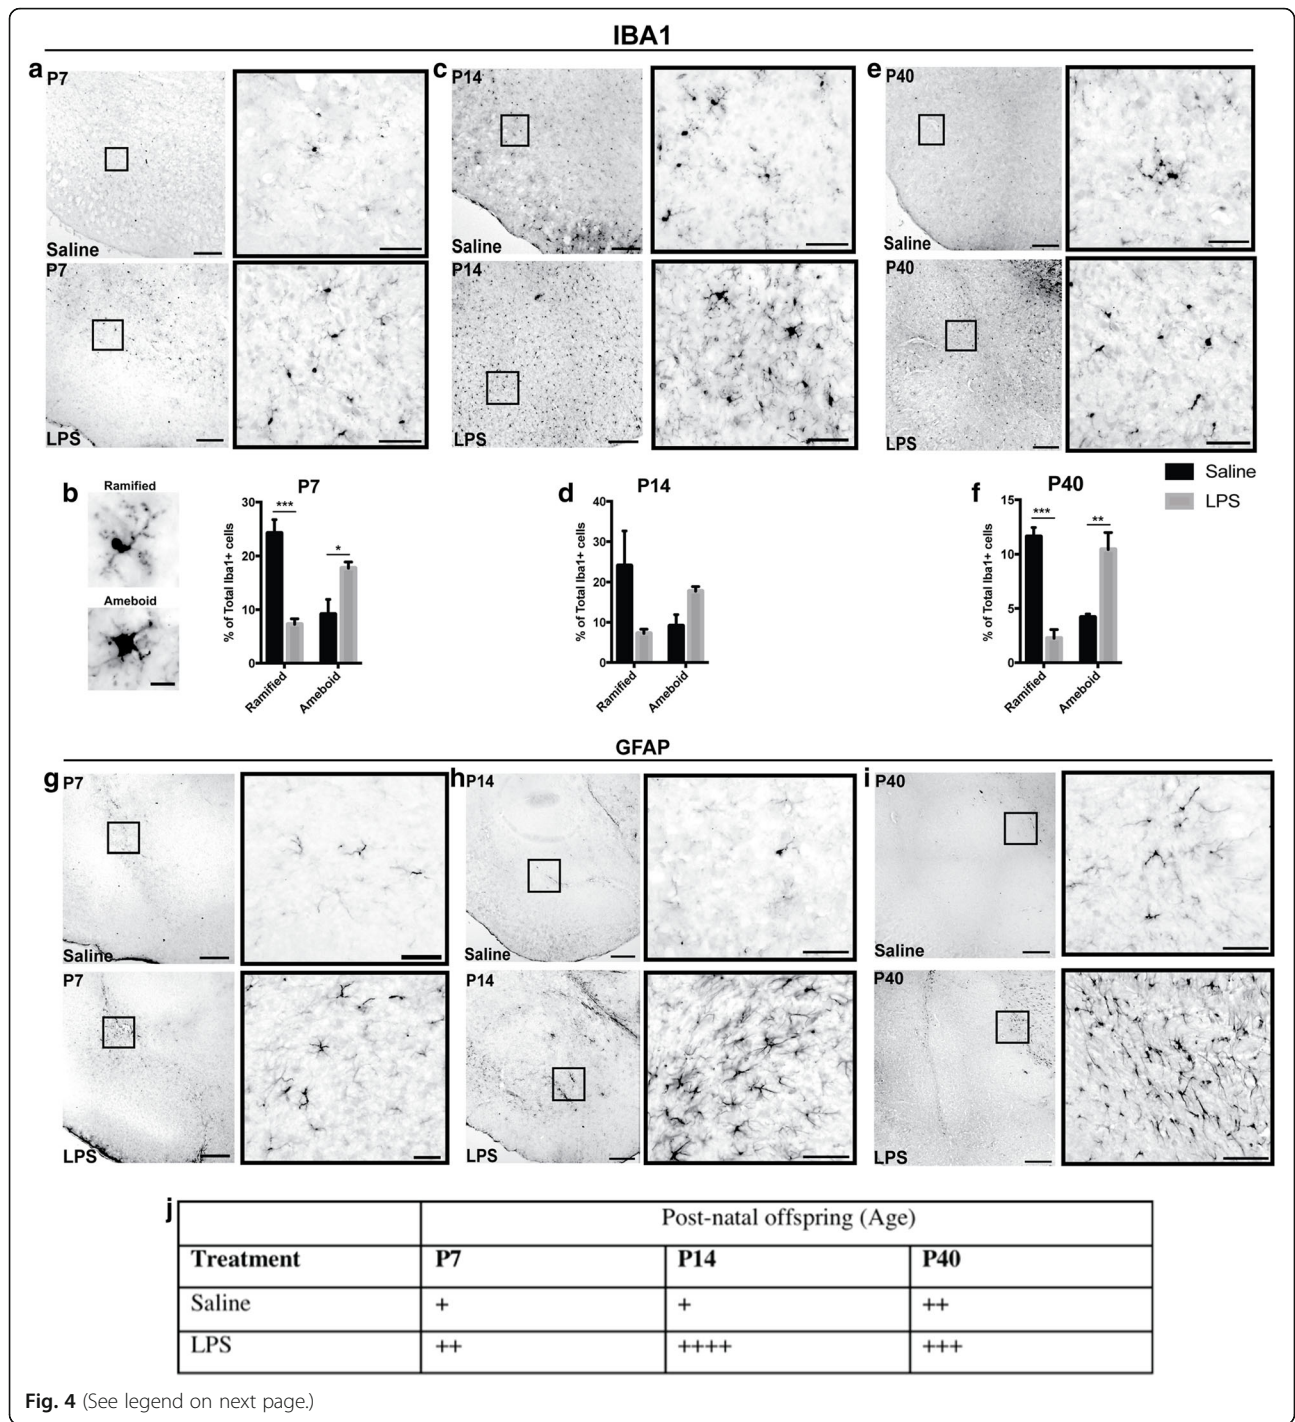 IBA1
a
P7
Saline
P7
LPS
c
P14
Saline
P14
LPS
e
P40
Saline
P40
LPS
Saline
LPS
b
Ramified
Ameboid
P7
% of Total Iba1+ cells
30
20
10
0
***
*
Ramified
Ameboid
d
P14
% of Total Iba1+ cells
40
30
20
10
0
Ramified
Ameboid
f
P40
% of Total Iba1+ cells
15
10
5
0
***
**
Ramified
Ameboid
GFAP
g
P7
Saline
P7
LPS
h
P14
Saline
P14
LPS
i
P40
Saline
P40
LPS
j
Post-natal offspring (Age)
Treatment P7 P14 P40
Saline + + ++
LPS ++ ++++ +++
Fig. 4 (See legend on next page.)